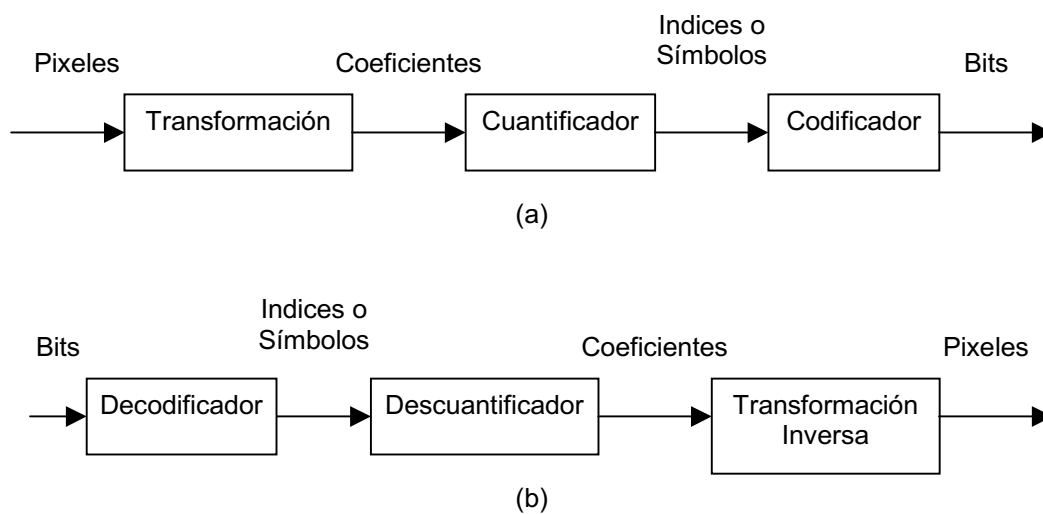 Indices o
Símbolos
Pixeles
Coeficientes
Bits
Transformación
Cuantificador
Codificador
(a)
Indices o
Símbolos
Bits
Coeficientes
Pixeles
Decodificador
Descuantificador
Transformación
Inversa
(b)